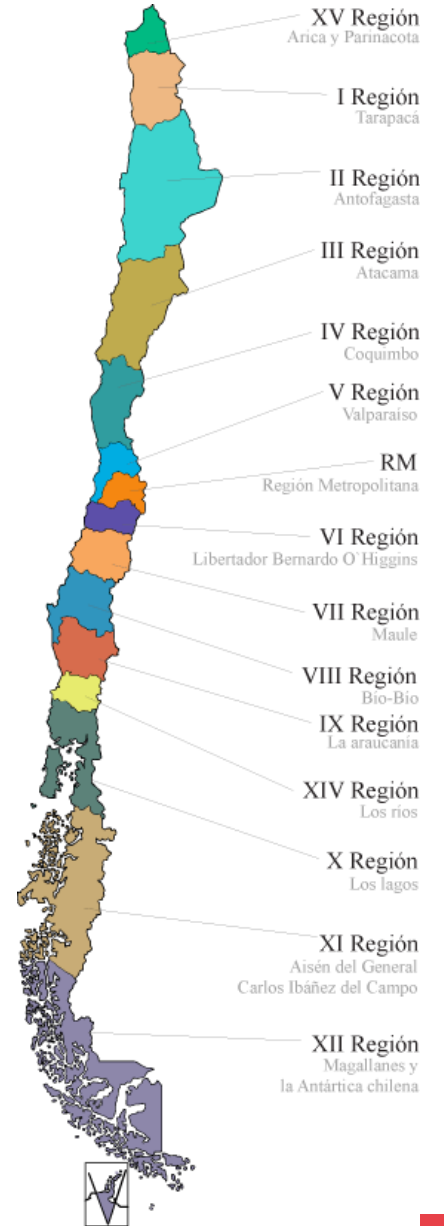 XV Región
Arica y Parinacota
I Región
Tarapacá
II Región
Antofagasta
III Región
Atacama
IV Región
Coquimbo
V Región
Valparaíso
RM
Región Metropolitana
VI Región
Libertador Bernardo O`Higgins
VII Región
Maule
VIII Región
Bío-Bio
IX Región
La araucanía
XIV Región
Los ríos
X Región
Los lagos
XI Región
Aisén del General
Carlos Ibáñez del Campo
XII Región
Magallanes y
la Antártica chilena